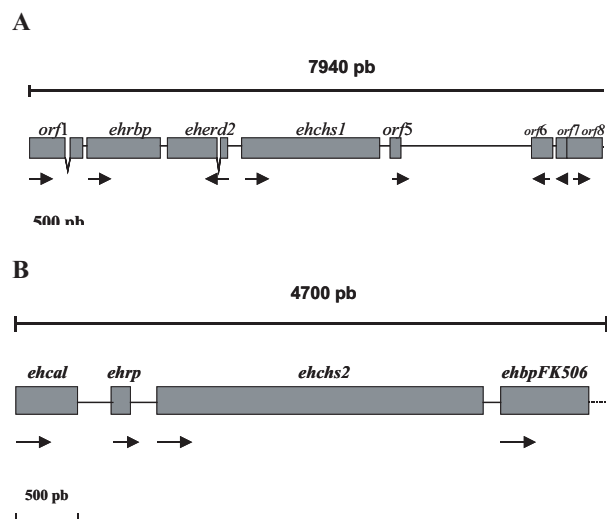 A
7940 pb
orf1 ehrbp eherd2 ehchs1 orf5 orf6 orf7 orf8
500 pb
B
4700 pb
ehcal ehrp ehchs2 ehbpFK506
500 pb